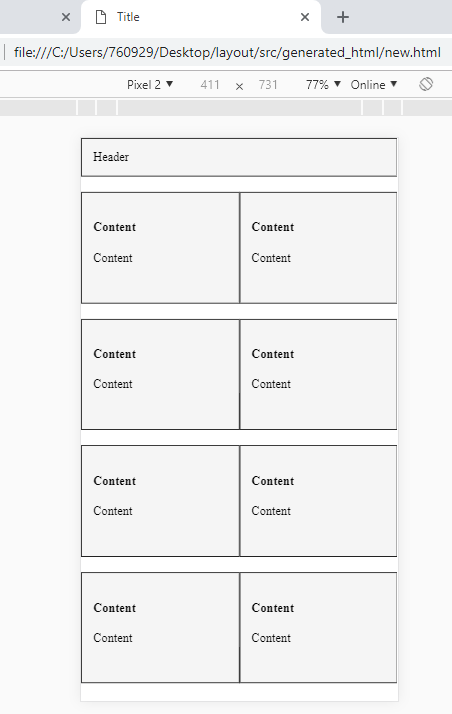 Title
file:///C:/Users/760929/Desktop/layout/src/generated_html/new.html
Pixel 2 ▼ 411 × 731 77% ▼ Online ▼
Header
Content Content
Content Content
Content Content
Content Content
Content Content
Content Content
Content Content
Content Content